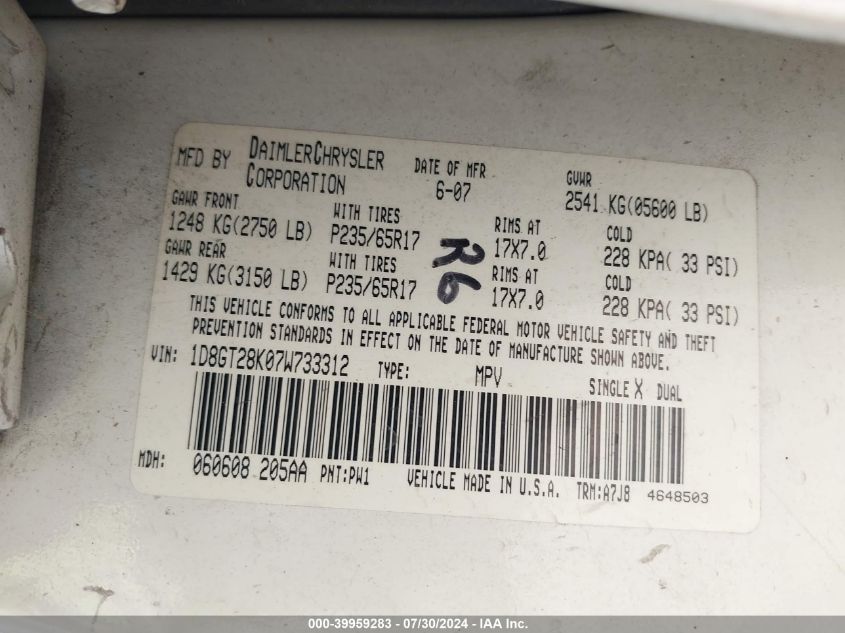 MFD BY DAIMLERCHRYSLER CORPORATION DATE OF MFR 6-07 GVWR 2541 KG(05600 LB)
GAWR FRONT WITH TIRES RIMS AT COLD
1248 KG(2750 LB) P235/65R17 17X7.0 228 KPA( 33 PSI)
GAWR REAR WITH TIRES RIMS AT COLD
1429 KG(3150 LB) P235/65R17 17X7.0 228 KPA( 33 PSI)
R6
THIS VEHICLE CONFORMS TO ALL APPLICABLE FEDERAL MOTOR VEHICLE SAFETY AND THEFT
PREVENTION STANDARDS IN EFFECT ON THE DATE OF MANUFACTURE SHOWN ABOVE.
VIN: 1D8GT28K07W733312 TYPE: MPV SINGLE X DUAL
MDH: 060608 205AA PNT:PW1 VEHICLE MADE IN U.S.A. TRM:A7J8 4648503
000-39959283 - 07/30/2024 - IAA Inc.